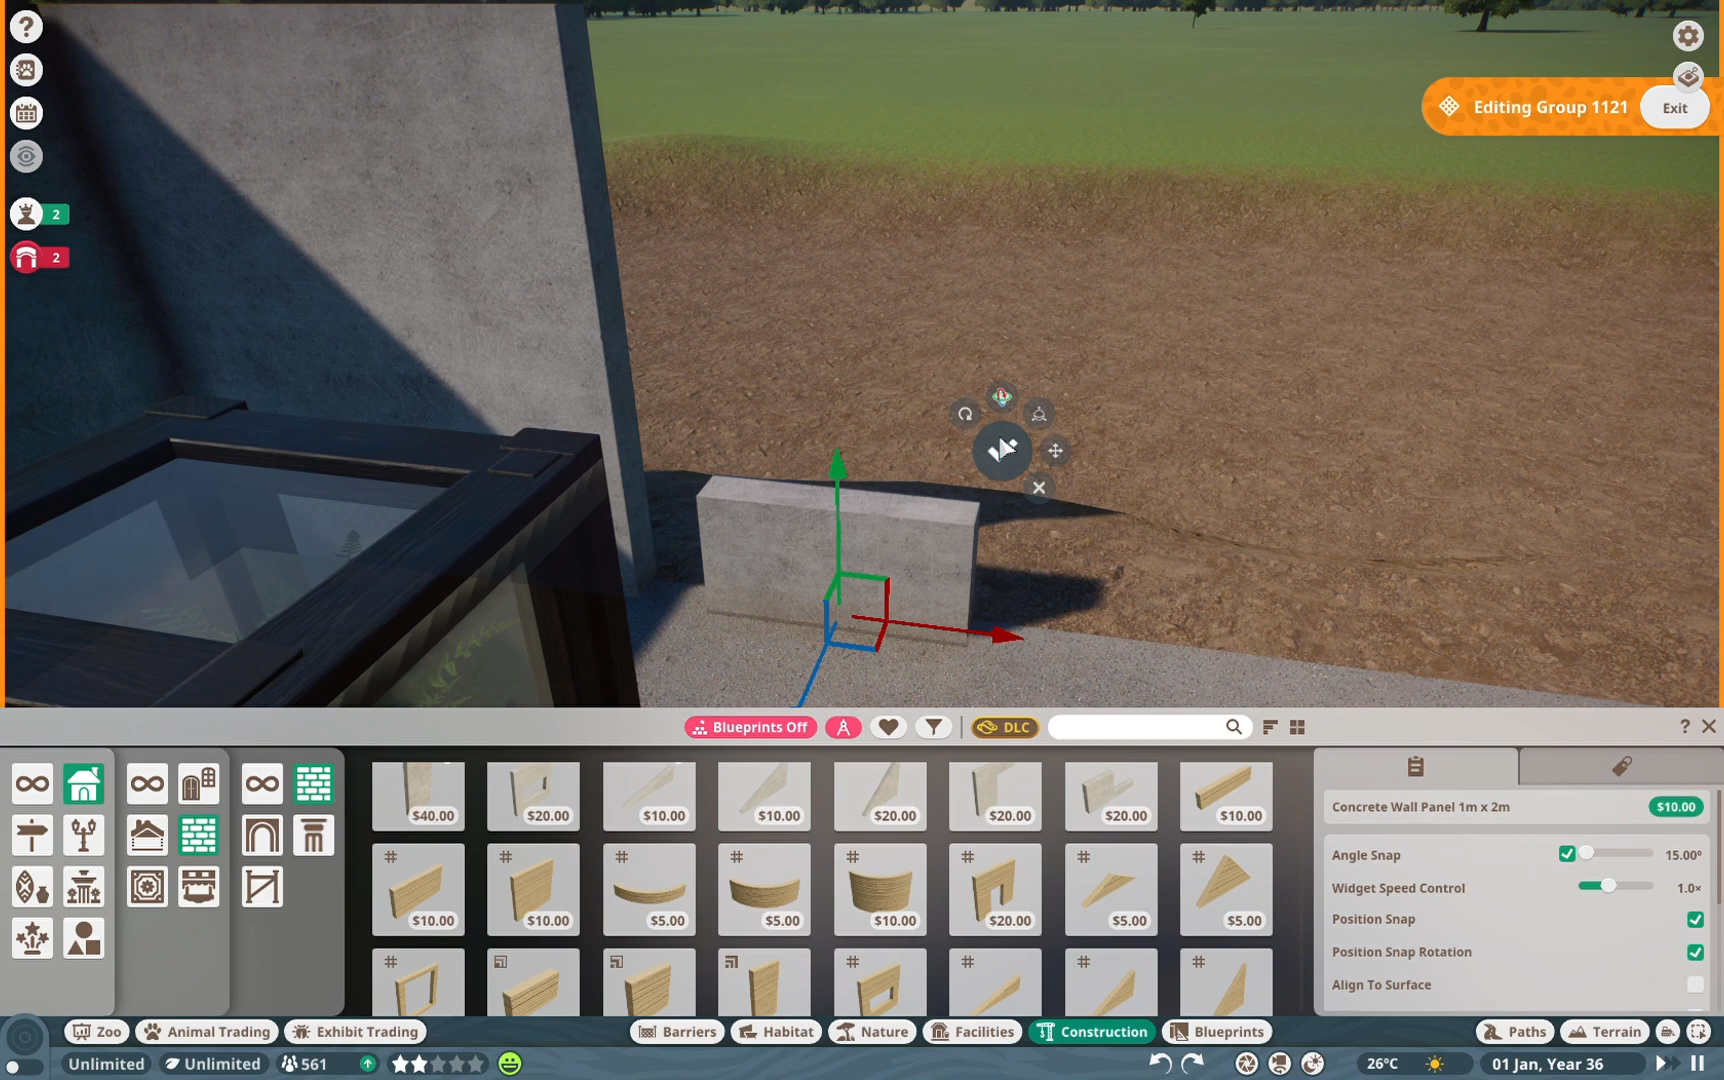 ?
Editing Group 1121
Exit
2
2
Blueprints Off
DLC
?
$40.00
$20.00
$10.00
$10.00
$20.00
$20.00
$20.00
$10.00
$10.00
$10.00
$5.00
$5.00
$10.00
$20.00
$5.00
$5.00
Concrete Wall Panel 1m x 2m
$10.00
Angle Snap
15.00°
Widget Speed Control
1.0×
Position Snap
Position Snap Rotation
Align To Surface
Zoo
Animal Trading
Exhibit Trading
Barriers
Habitat
Nature
Facilities
Construction
Blueprints
Paths
Terrain
Unlimited
Unlimited
561
26°C
01 Jan, Year 36